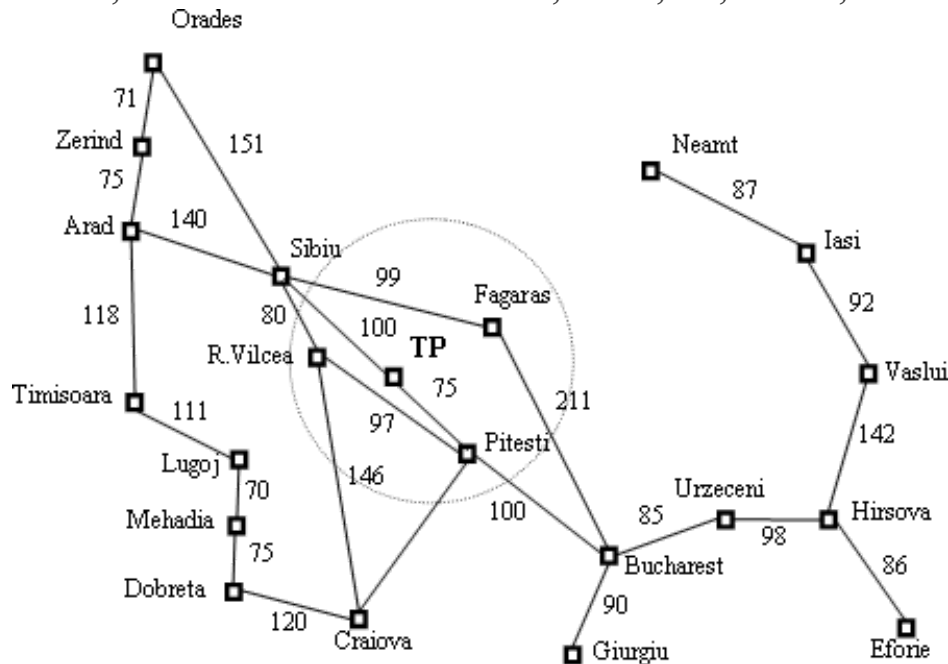 Orades
71
Zerind
151
Neamt
75
87
Arad
140
Iasi
Sibiu
99
Fagaras
118
80
92
100
TP
R.Vilcea
Vaslui
Timisoara
75
111
97
211
142
Pitesti
Lugoj
146
70
Urzeceni
100
85
Hirsova
Mehadia
98
75
Bucharest
86
Dobreta
90
120
Craiova
Giurgiu
Eforie